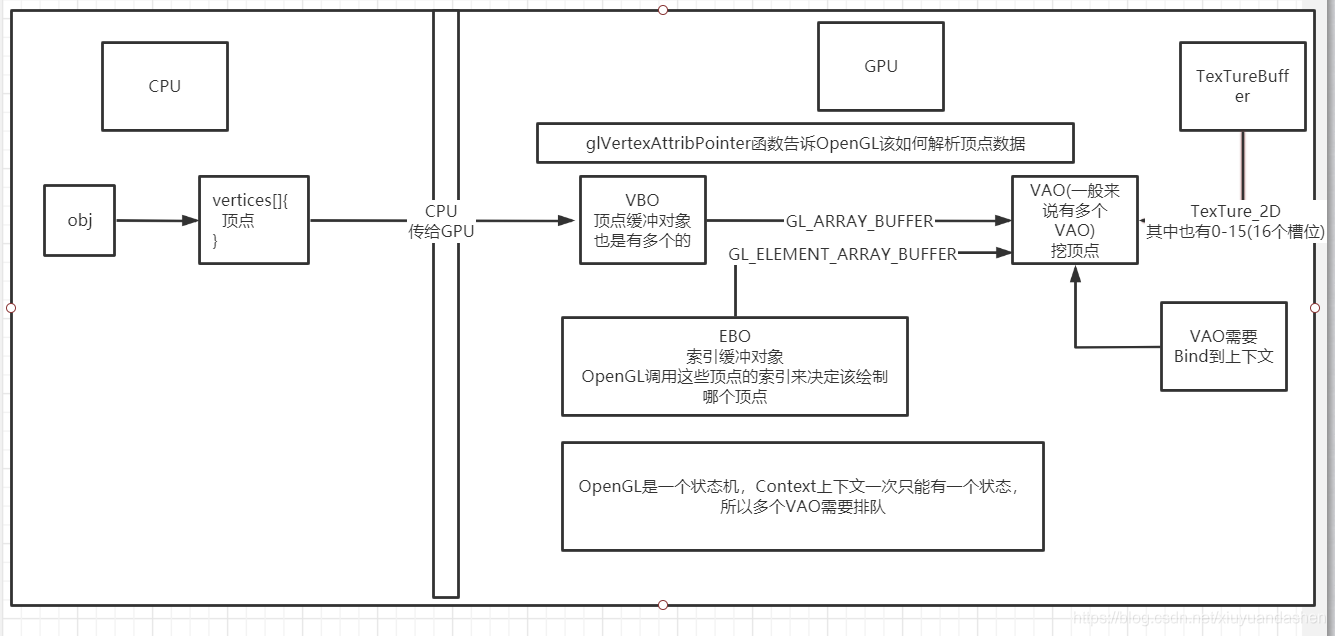 CPU
GPU
TexTureBuff
er
glVertexAttribPointer函数告诉OpenGL该如何解析顶点数据
obj
vertices[]{
顶点
}
CPU
传给GPU
VBO
顶点缓冲对象
也是有多个的
GL_ARRAY_BUFFER
GL_ELEMENT_ARRAY_BUFFER
VAO(一般来
说有多个
VAO)
挖顶点
TexTure_2D
其中也有0-15(16个槽位)
EBO
索引缓冲对象
OpenGL调用这些顶点的索引来决定该绘制
哪个顶点
VAO需要
Bind到上下文
OpenGL是一个状态机，Context上下文一次只能有一个状态，
所以多个VAO需要排队
https://blog.csdn.net/xiuyuandashan